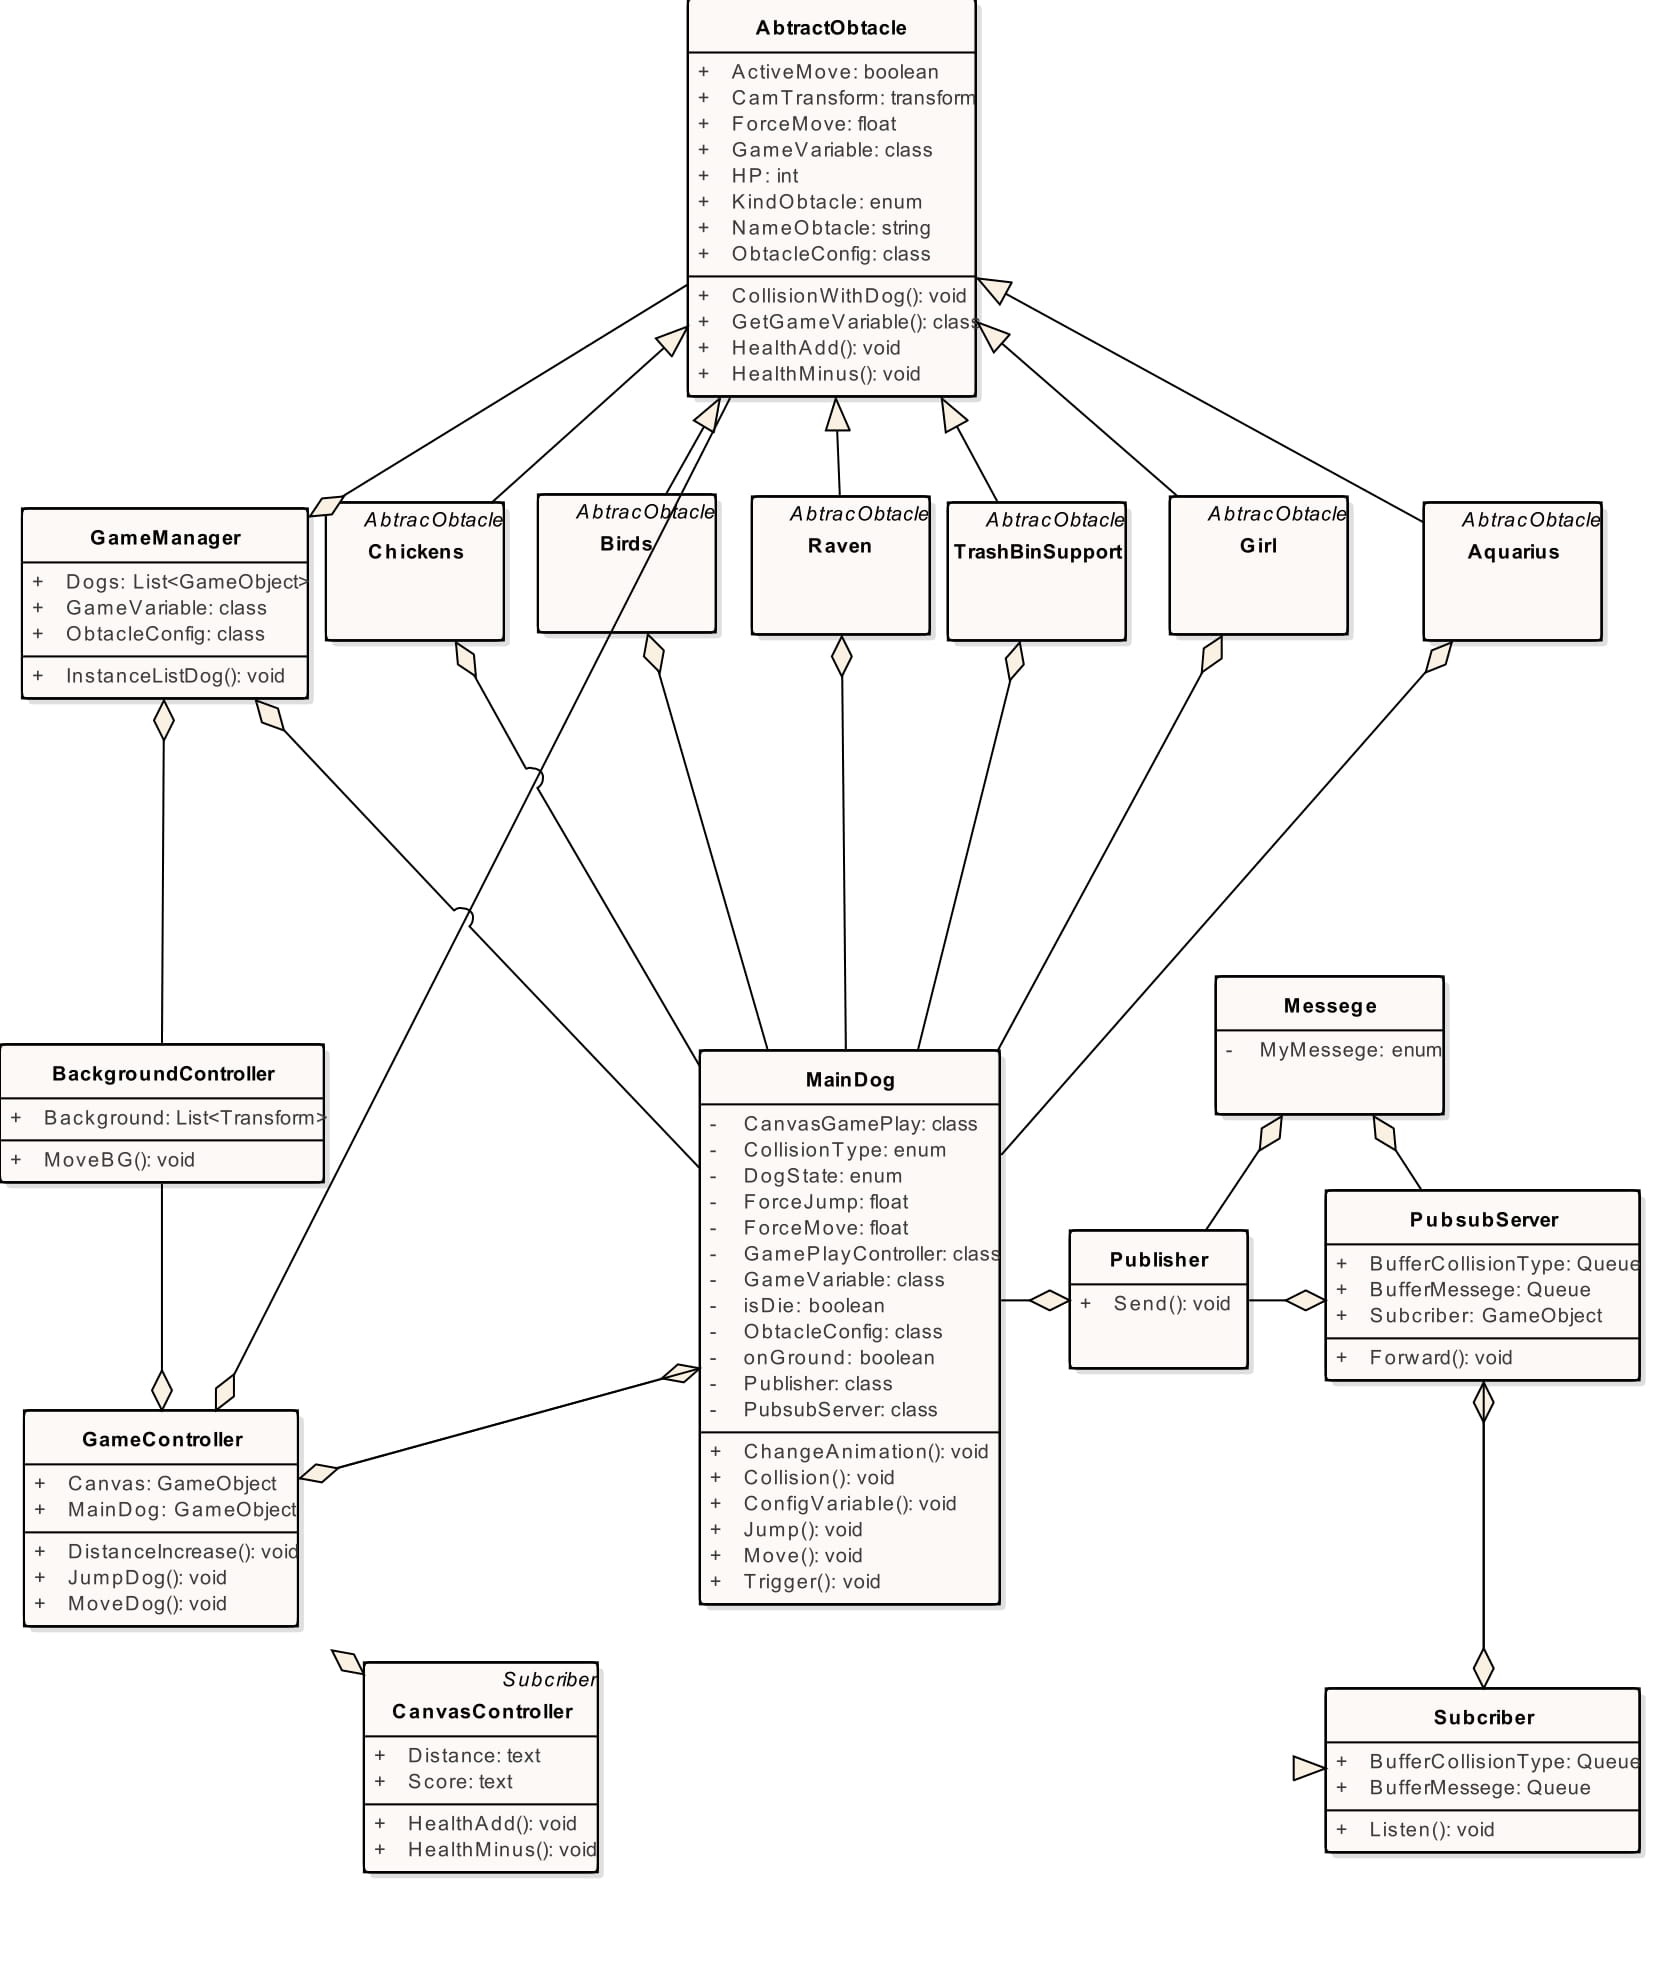 AbtractObtacle
+ ActiveMove: boolean
+ CamTransform: transform
+ ForceMove: float
+ GameVariable: class
+ HP: int
+ KindObtacle: enum
+ NameObtacle: string
+ ObtacleConfig: class
+ CollisionWithDog(): void
+ GetGameVariable(): class
+ HealthAdd(): void
+ HealthMinus(): void
GameManager
+ Dogs: List<GameObject>
+ GameVariable: class
+ ObtacleConfig: class
+ InstanceListDog(): void
AbtracObtacle
Chickens
AbtracObtacle
Birds
AbtracObtacle
Raven
AbtracObtacle
TrashBinSupport
AbtracObtacle
Girl
AbtracObtacle
Aquarius
BackgroundController
+ Background: List<Transform>
+ MoveBG(): void
MainDog
- CanvasGamePlay: class
- CollisionType: enum
- DogState: enum
- ForceJump: float
- ForceMove: float
- GamePlayController: class
- GameVariable: class
- isDie: boolean
- ObtacleConfig: class
- onGround: boolean
- Publisher: class
- PubsubServer: class
+ ChangeAnimation(): void
+ Collision(): void
+ ConfigVariable(): void
+ Jump(): void
+ Move(): void
+ Trigger(): void
Messege
- MyMessege: enum
Publisher
+ Send(): void
PubsubServer
+ BufferCollisionType: Queue
+ BufferMessege: Queue
+ Subcriber: GameObject
+ Forward(): void
GameController
+ Canvas: GameObject
+ MainDog: GameObject
+ DistanceIncrease(): void
+ JumpDog(): void
+ MoveDog(): void
Subcriber
CanvasController
+ Distance: text
+ Score: text
+ HealthAdd(): void
+ HealthMinus(): void
Subcriber
+ BufferCollisionType: Queue
+ BufferMessege: Queue
+ Listen(): void